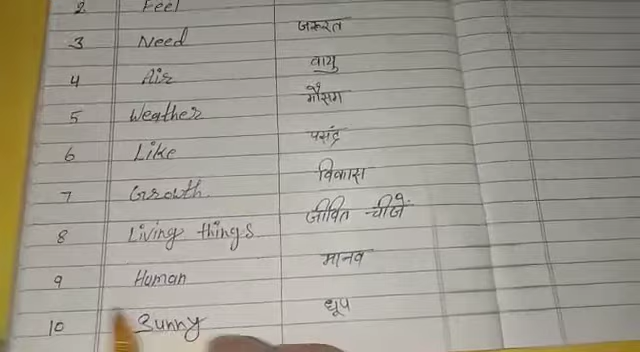 2 Feel
3 Need जरूरत
4 Air वायु
5 Weather मौसम
6 Like पसंद
7 Growth विकास
8 Living things जीवित चीजें
9 Human मानव
10 Sunny धूप